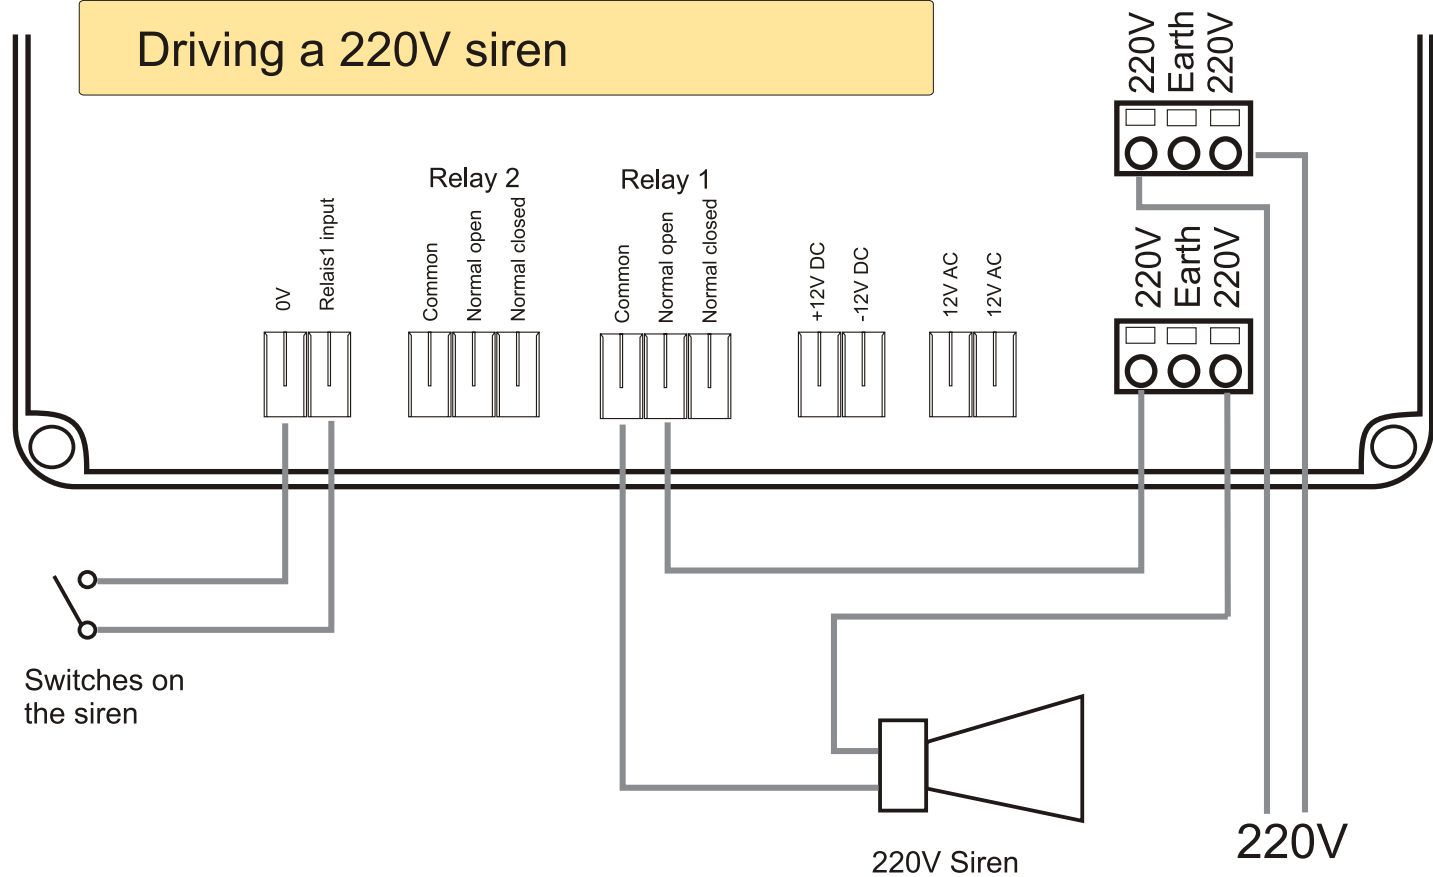 Driving a 220V siren
220V
Earth
220V
Relay 2
Relay 1
0V
Relais1 input
Common
Normal open
Normal closed
Common
Normal open
Normal closed
+12V DC
-12V DC
12V AC
12V AC
220V
Earth
220V
Switches on
the siren
220V Siren
220V